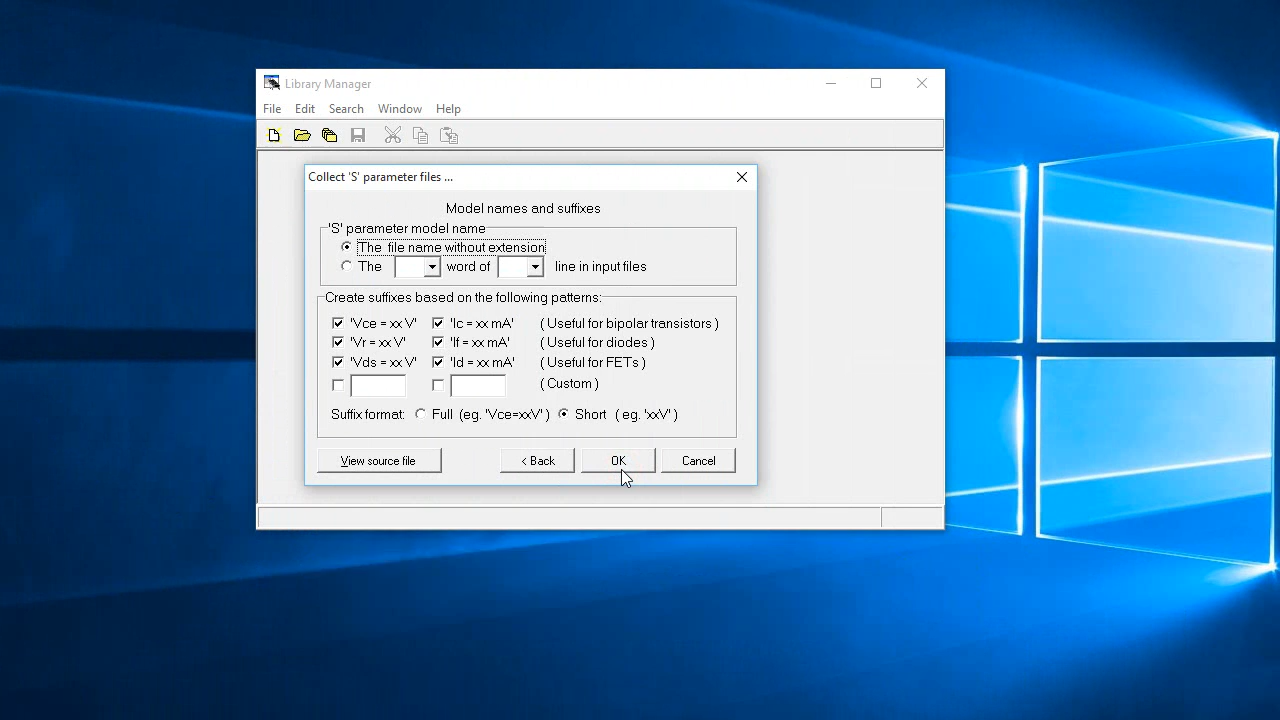 Library Manager
File Edit Search Window Help
Collect 'S' parameter files ...
Model names and suffixes
'S' parameter model name
The file name without extension
The word of line in input files
Create suffixes based on the following patterns:
'Vce = xx V' 'Ic = xx mA' ( Useful for bipolar transistors )
'Vr = xx V' 'If = xx mA' ( Useful for diodes )
'Vds = xx V' 'Id = xx mA' ( Useful for FETs )
( Custom )
Suffix format: Full (eg. 'Vce=xxV' ) Short ( eg. 'xxV' )
View source file < Back OK Cancel